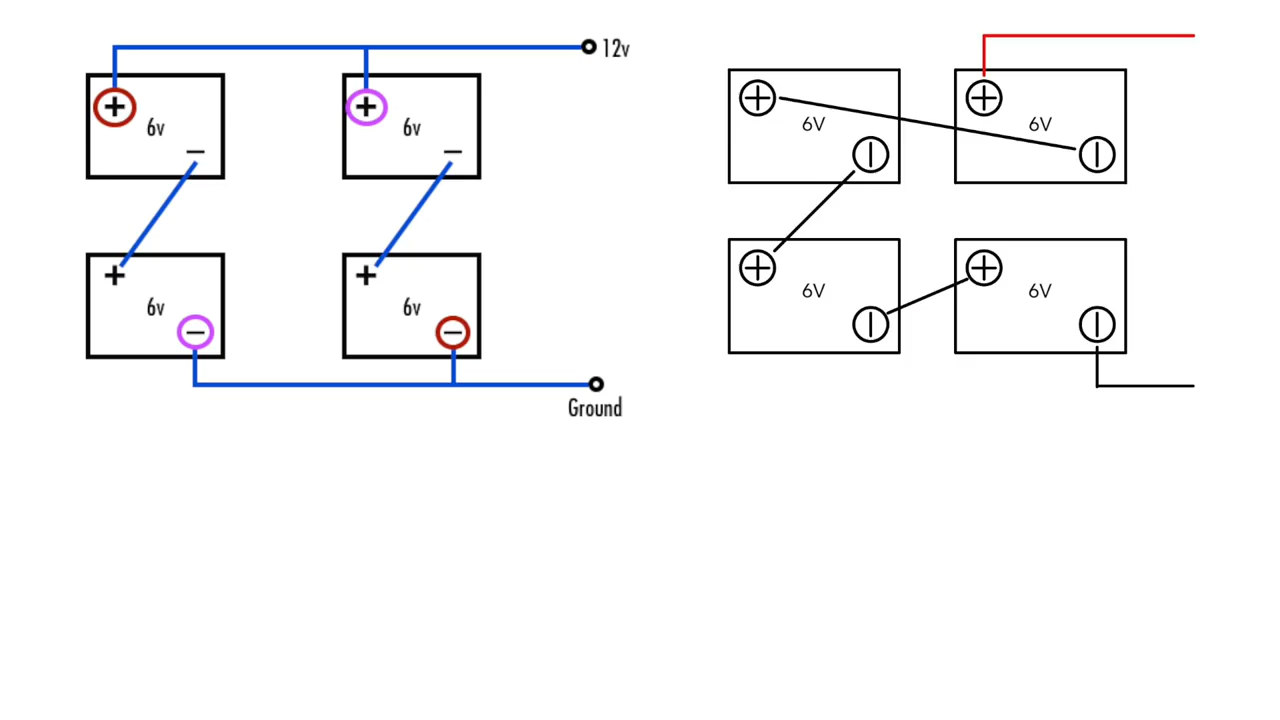 12v
+ 6v −
+ 6v −
+ 6v −
+ 6v −
Ground
+ 6V |
+ 6V |
+ 6V |
+ 6V |